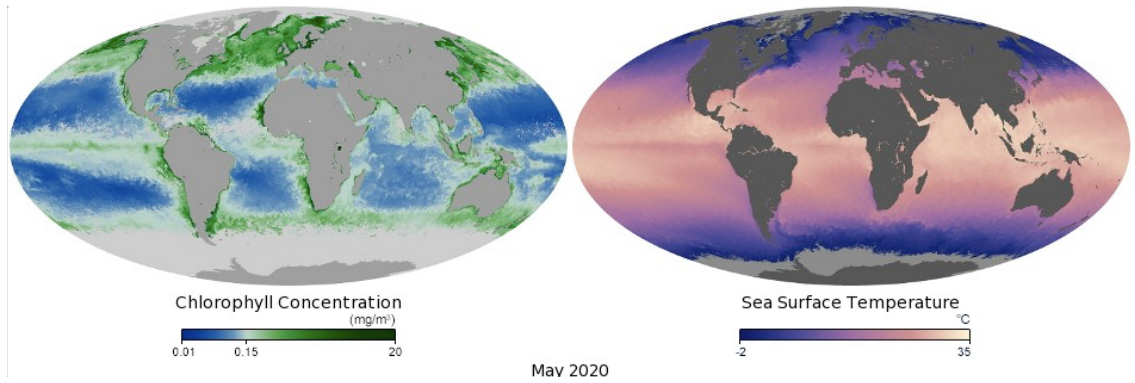 Chlorophyll Concentration
(mg/m³)
0.01 0.15 20
Sea Surface Temperature
°C
-2 35
May 2020